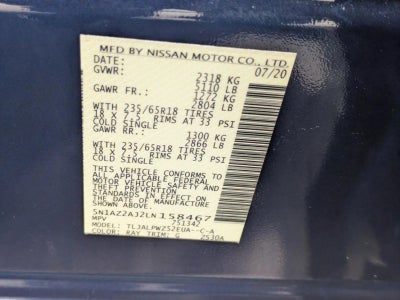 MFD BY NISSAN MOTOR CO., LTD.
DATE: 07/20
GVWR: 2318 KG
5110 LB
GAWR FR.: 1272 KG
2804 LB
WITH 235/65R18 TIRES
18 x 7.5 RIMS AT 33 PSI
COLD SINGLE
GAWR RR.: 1300 KG
2866 LB
WITH 235/65R18 TIRES
18 x 7.5 RIMS AT 33 PSI
COLD SINGLE
THIS VEHICLE CONFORMS TO
ALL APPLICABLE FEDERAL
MOTOR VEHICLE SAFETY,
BUMPER, AND THEFT
PREVENTION STANDARDS
IN EFFECT ON THE DATE
OF MANUFACTURE
5N1AZ2AJ2LN158467
MPV 751342
MODEL: TLJALPWZ52EUA--C-A
COLOR: RAY TRIM: G Z530A